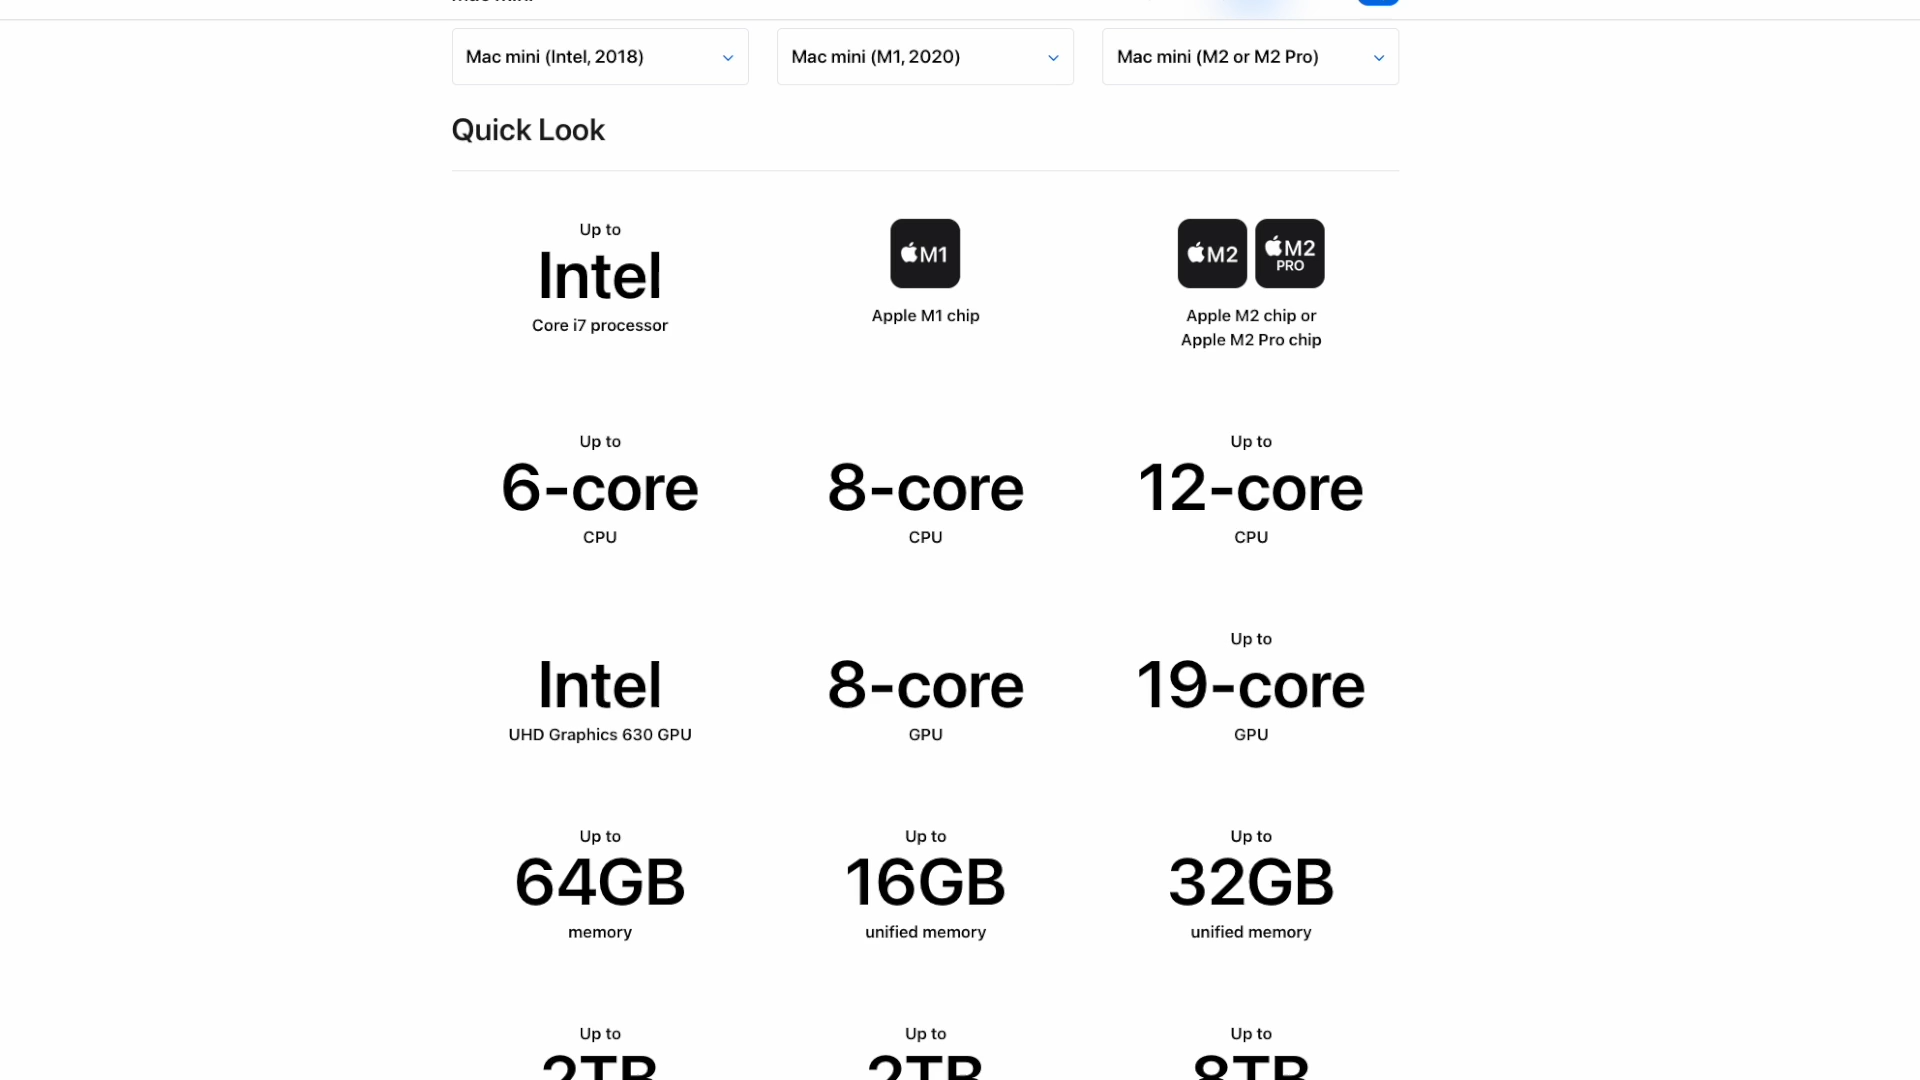 Mac mini (Intel, 2018)
Mac mini (M1, 2020)
Mac mini (M2 or M2 Pro)
Quick Look
Up to
Intel
Core i7 processor
M1
Apple M1 chip
M2
M2
PRO
Apple M2 chip or
Apple M2 Pro chip
Up to
6-core
CPU
8-core
CPU
Up to
12-core
CPU
Intel
UHD Graphics 630 GPU
8-core
GPU
Up to
19-core
GPU
Up to
64GB
memory
Up to
16GB
unified memory
Up to
32GB
unified memory
Up to
2TB
Up to
2TB
Up to
8TB